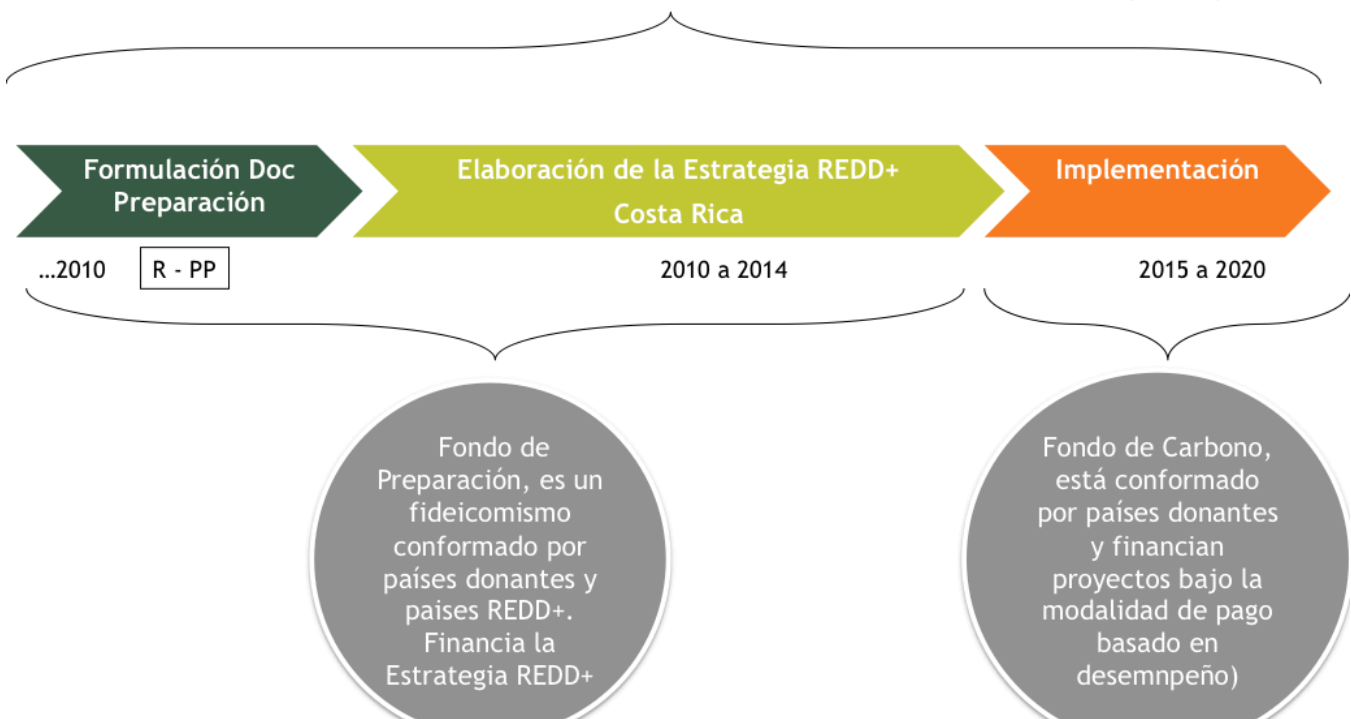 Formulación Doc
Preparación
Elaboración de la Estrategia REDD+
Costa Rica
Implementación
...2010
R - PP
2010 a 2014
2015 a 2020
Fondo de
Preparación, es un
fideicomismo
conformado por
países donantes y
paises REDD+.
Financia la
Estrategia REDD+
Fondo de Carbono,
está conformado
por países donantes
y financian
proyectos bajo la
modalidad de pago
basado en
desemnpeño)